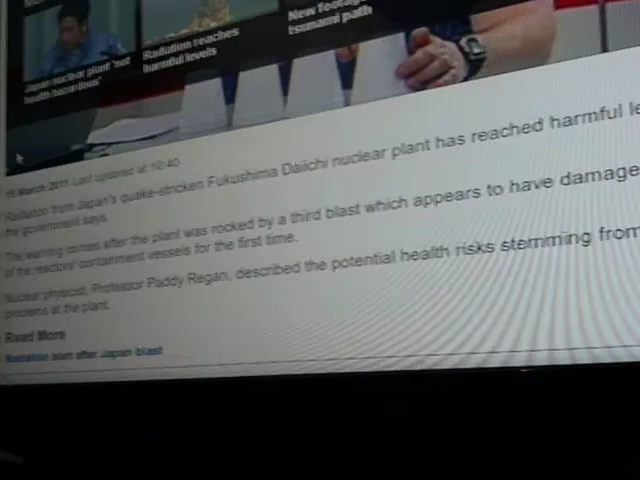 Japan nuclear plant 'not
health hazardous'
Radiation reaches
harmful levels
New footage
tsunami path
15 March 2011 Last updated at 10:40
Radiation from Japan's quake-stricken Fukushima Daiichi nuclear plant has reached harmful
the government says.
The warning comes after the plant was rocked by a third blast which appears to have damage
of the reactors' containment vessels for the first time.
Nuclear physicist, Professor Paddy Regan, described the potential health risks stemming from
problems at the plant.
Read More
Radiation alert after Japan blast